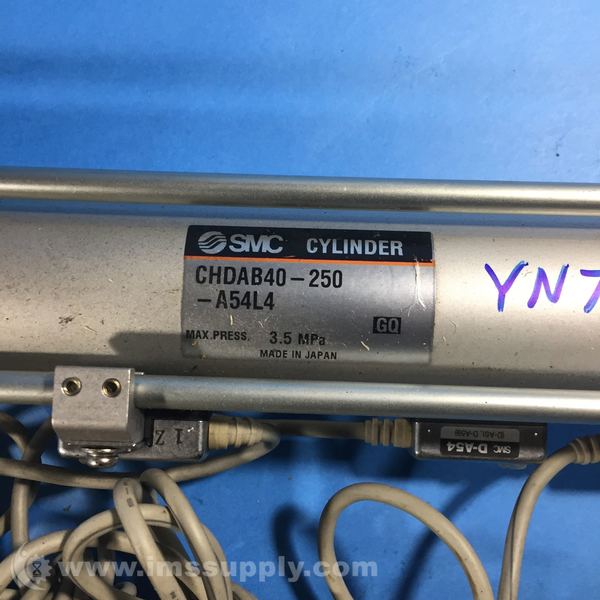 SMC CYLINDER
CHDAB40-250
-A54L4
GQ
MAX.PRESS. 3.5 MPa
MADE IN JAPAN
YN7
1 Z
SMC D-A54
www.imssupply.com